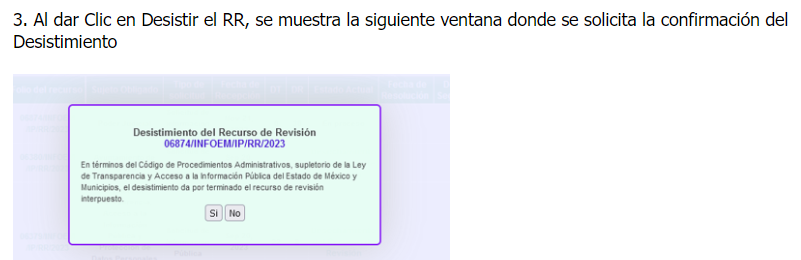 3. Al dar Clic en Desistir el RR, se muestra la siguiente ventana donde se solicita la confirmación del
Desistimiento
Desistimiento del Recurso de Revisión
06874/INFOEM/IP/RR/2023
En términos del Código de Procedimientos Administrativos, supletorio de la Ley
de Transparencia y Acceso a la Información Pública del Estado de México y
Municipios, el desistimiento da por terminado el recurso de revisión
interpuesto.
Si No